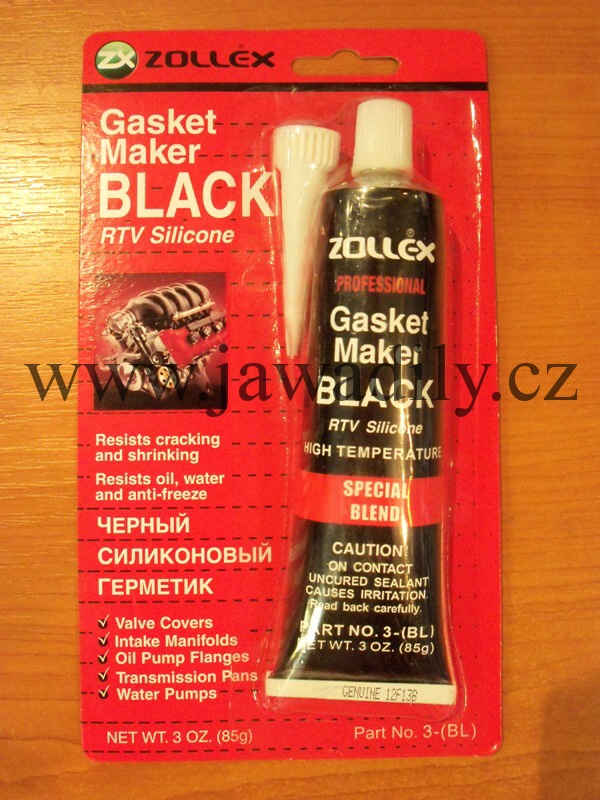 ZX ZOLLEX
Gasket
Maker
BLACK
RTV Silicone
www.jawadily.cz
Resists cracking
and shrinking
Resists oil, water
and anti-freeze
ЧЕРНЫЙ
СИЛИКОНОВЫЙ
ГЕРМЕТИК
Valve Covers
Intake Manifolds
Oil Pump Flanges
Transmission Pans
Water Pumps
NET WT. 3 OZ. (85g)
Part No. 3-(BL)
ZOLLEX®
PROFESSIONAL
Gasket
Maker
BLACK
RTV Silicone
HIGH TEMPERATURE
SPECIAL
BLEND
CAUTION!
ON CONTACT
UNCURED SEALANT
CAUSES IRRITATION.
Read back carefully.
PART NO. 3-(BL)
NET WT. 3 OZ. (85g)
GENUINE 12F13B